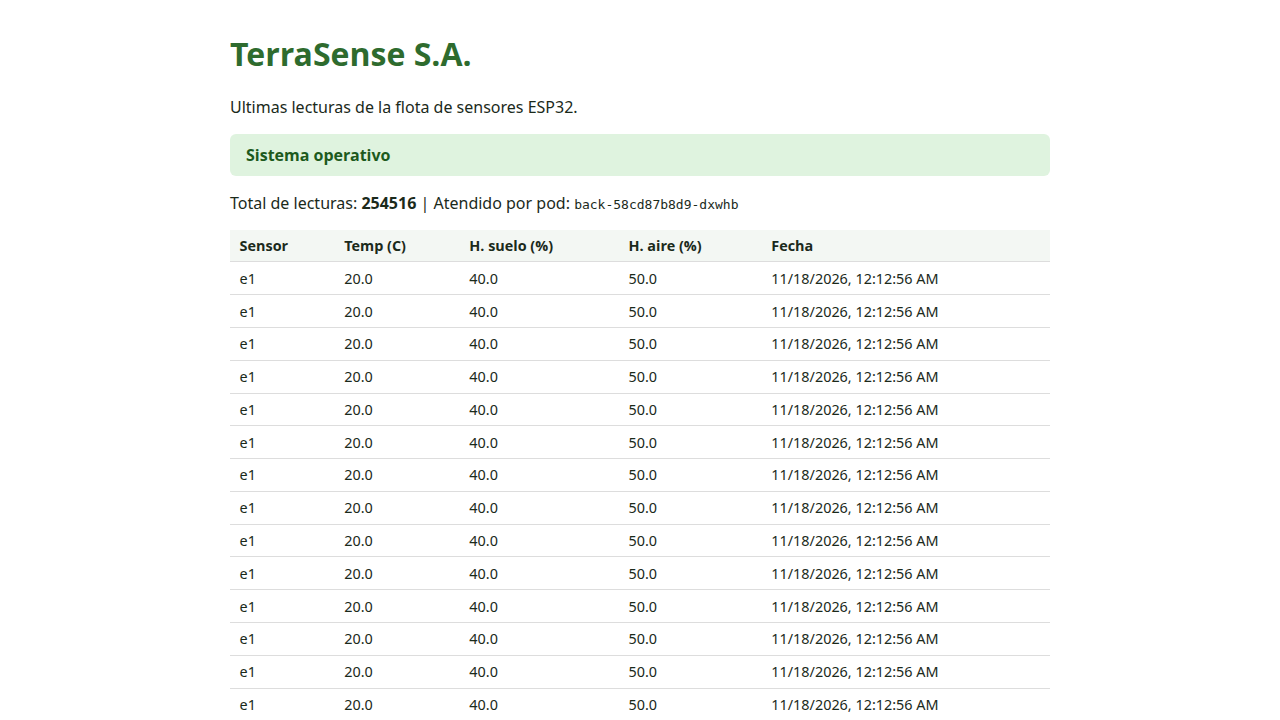 TerraSense S.A.
Ultimas lecturas de la flota de sensores ESP32.
Sistema operativo
Total de lecturas: 254516 | Atendido por pod: back-58cd87b8d9-dxwhb
Sensor Temp (C) H. suelo (%) H. aire (%) Fecha
e1 20.0 40.0 50.0 11/18/2026, 12:12:56 AM
e1 20.0 40.0 50.0 11/18/2026, 12:12:56 AM
e1 20.0 40.0 50.0 11/18/2026, 12:12:56 AM
e1 20.0 40.0 50.0 11/18/2026, 12:12:56 AM
e1 20.0 40.0 50.0 11/18/2026, 12:12:56 AM
e1 20.0 40.0 50.0 11/18/2026, 12:12:56 AM
e1 20.0 40.0 50.0 11/18/2026, 12:12:56 AM
e1 20.0 40.0 50.0 11/18/2026, 12:12:56 AM
e1 20.0 40.0 50.0 11/18/2026, 12:12:56 AM
e1 20.0 40.0 50.0 11/18/2026, 12:12:56 AM
e1 20.0 40.0 50.0 11/18/2026, 12:12:56 AM
e1 20.0 40.0 50.0 11/18/2026, 12:12:56 AM
e1 20.0 40.0 50.0 11/18/2026, 12:12:56 AM
e1 20.0 40.0 50.0 11/18/2026, 12:12:56 AM